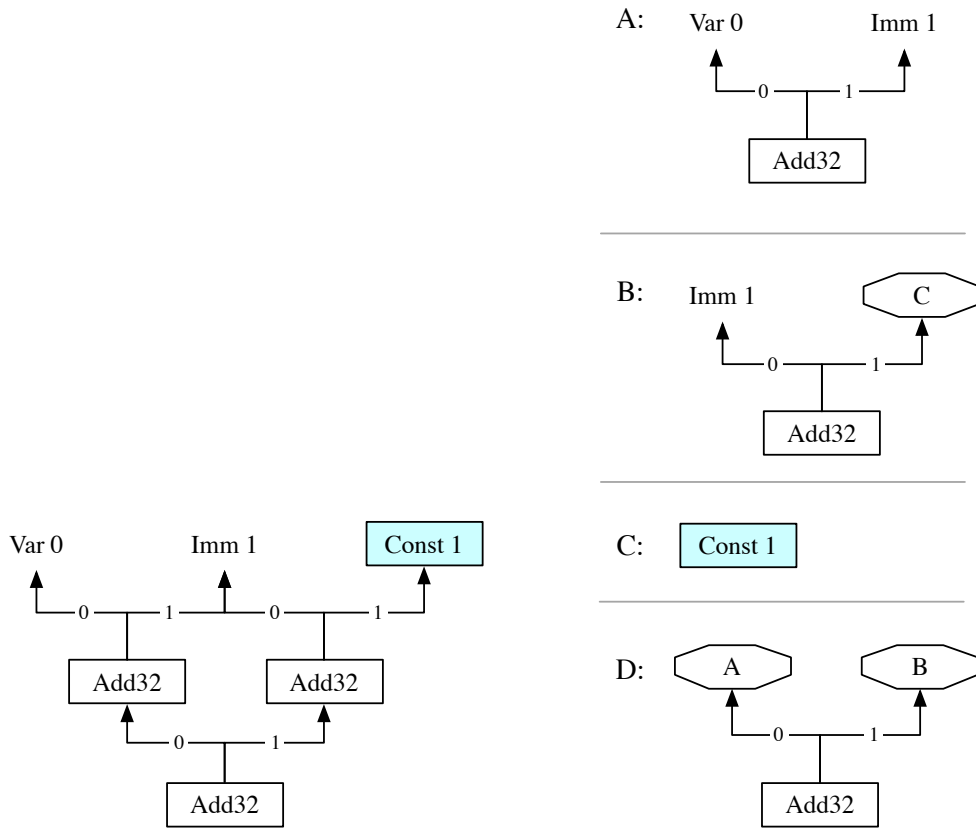 A: Var 0 Imm 1
0 1
Add32
B: Imm 1 C
0 1
Add32
C: Const 1
D: A B
0 1
Add32
Var 0 Imm 1 Const 1
0 1 0 1
Add32 Add32
0 1
Add32